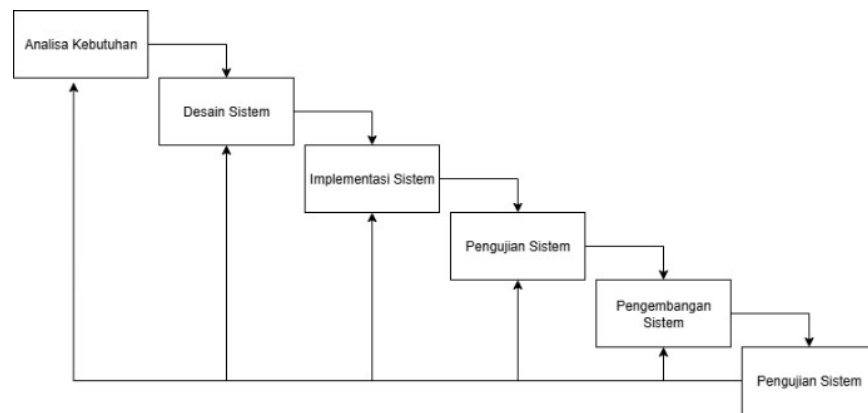 Analisa Kebutuhan
Desain Sistem
Implementasi Sistem
Pengujian Sistem
Pengembangan
Sistem
Pengujian Sistem